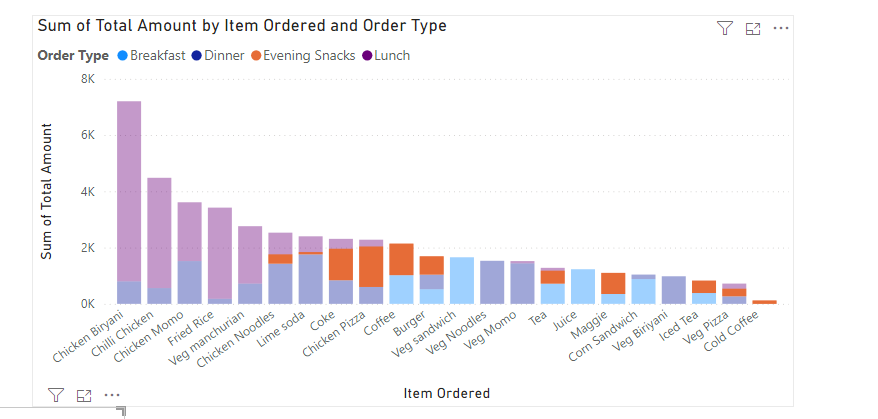 Sum of Total Amount by Item Ordered and Order Type
Order Type Breakfast Dinner Evening Snacks Lunch
8K
6K
4K
2K
0K
Sum of Total Amount
Chicken Biryani
Chilli Chicken
Chicken Momo
Fried Rice
Veg manchurian
Chicken Noodles
Lime soda
Coke
Chicken Pizza
Coffee
Burger
Veg sandwich
Veg Noodles
Veg Momo
Tea
Juice
Maggie
Corn Sandwich
Veg Biriyani
Iced Tea
Veg Pizza
Cold Coffee
Item Ordered